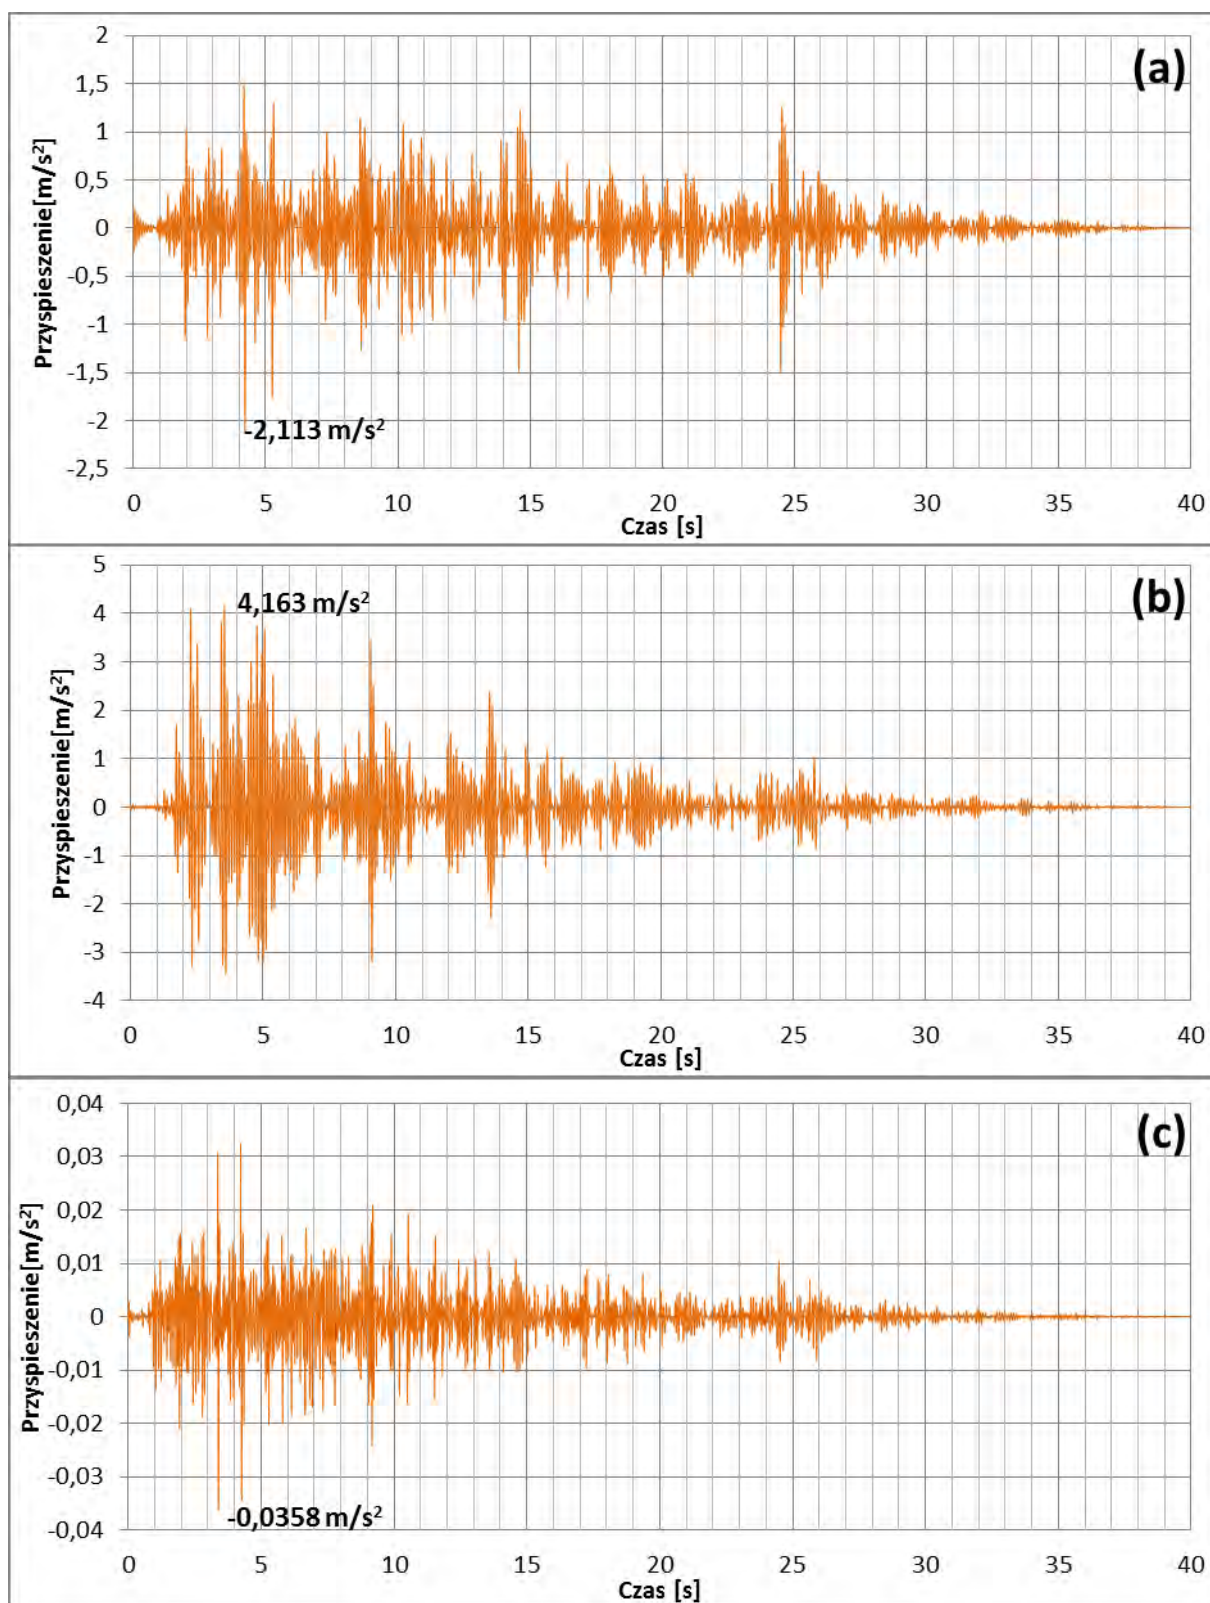 (a)
2
1,5
1
0,5
0
-0,5
-1
-1,5
-2
-2,5
Przyspieszenie[m/s²]
-2,113 m/s²
0 5 10 15 20 25 30 35 40
Czas [s]
(b)
5
4
3
2
1
0
-1
-2
-3
-4
Przyspieszenie[m/s²]
4,163 m/s²
0 5 10 15 20 25 30 35 40
Czas [s]
(c)
0,04
0,03
0,02
0,01
0
-0,01
-0,02
-0,03
-0,04
Przyspieszenie[m/s²]
-0,0358 m/s²
0 5 10 15 20 25 30 35 40
Czas [s]